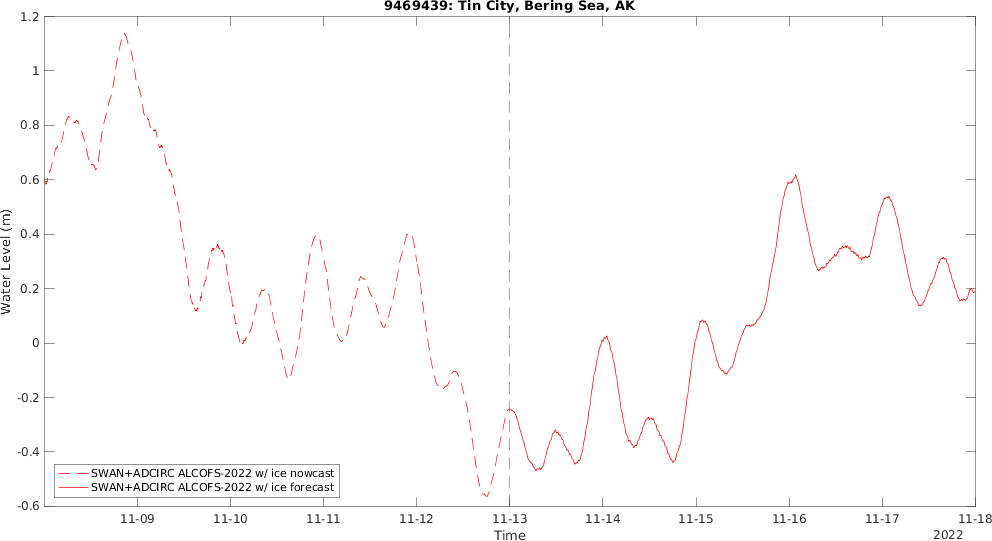 9469439: Tin City, Bering Sea, AK
1.2
1
0.8
0.6
0.4
0.2
0
-0.2
-0.4
-0.6
Water Level (m)
SWAN+ADCIRC ALCOFS-2022 w/ ice nowcast
SWAN+ADCIRC ALCOFS-2022 w/ ice forecast
11-09 11-10 11-11 11-12 11-13 11-14 11-15 11-16 11-17 11-18
Time
2022